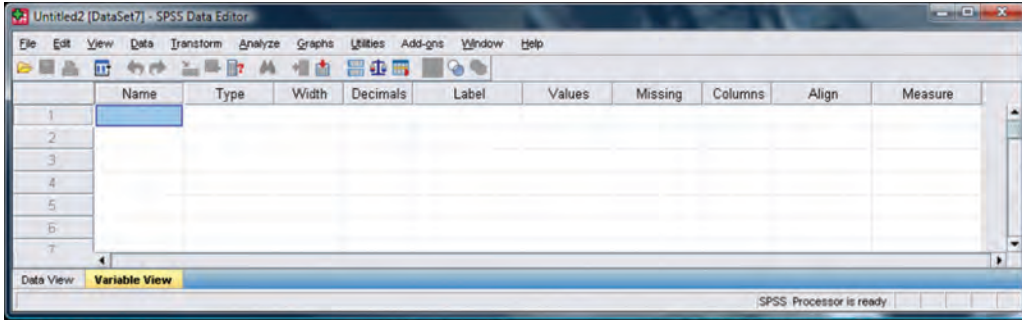 Untitled2 [DataSet7] - SPSS Data Editor
File Edit View Data Transform Analyze Graphs Utilities Add-ons Window Help
Name Type Width Decimals Label Values Missing Columns Align Measure
1
2
3
4
5
6
7
Data View Variable View
SPSS Processor is ready